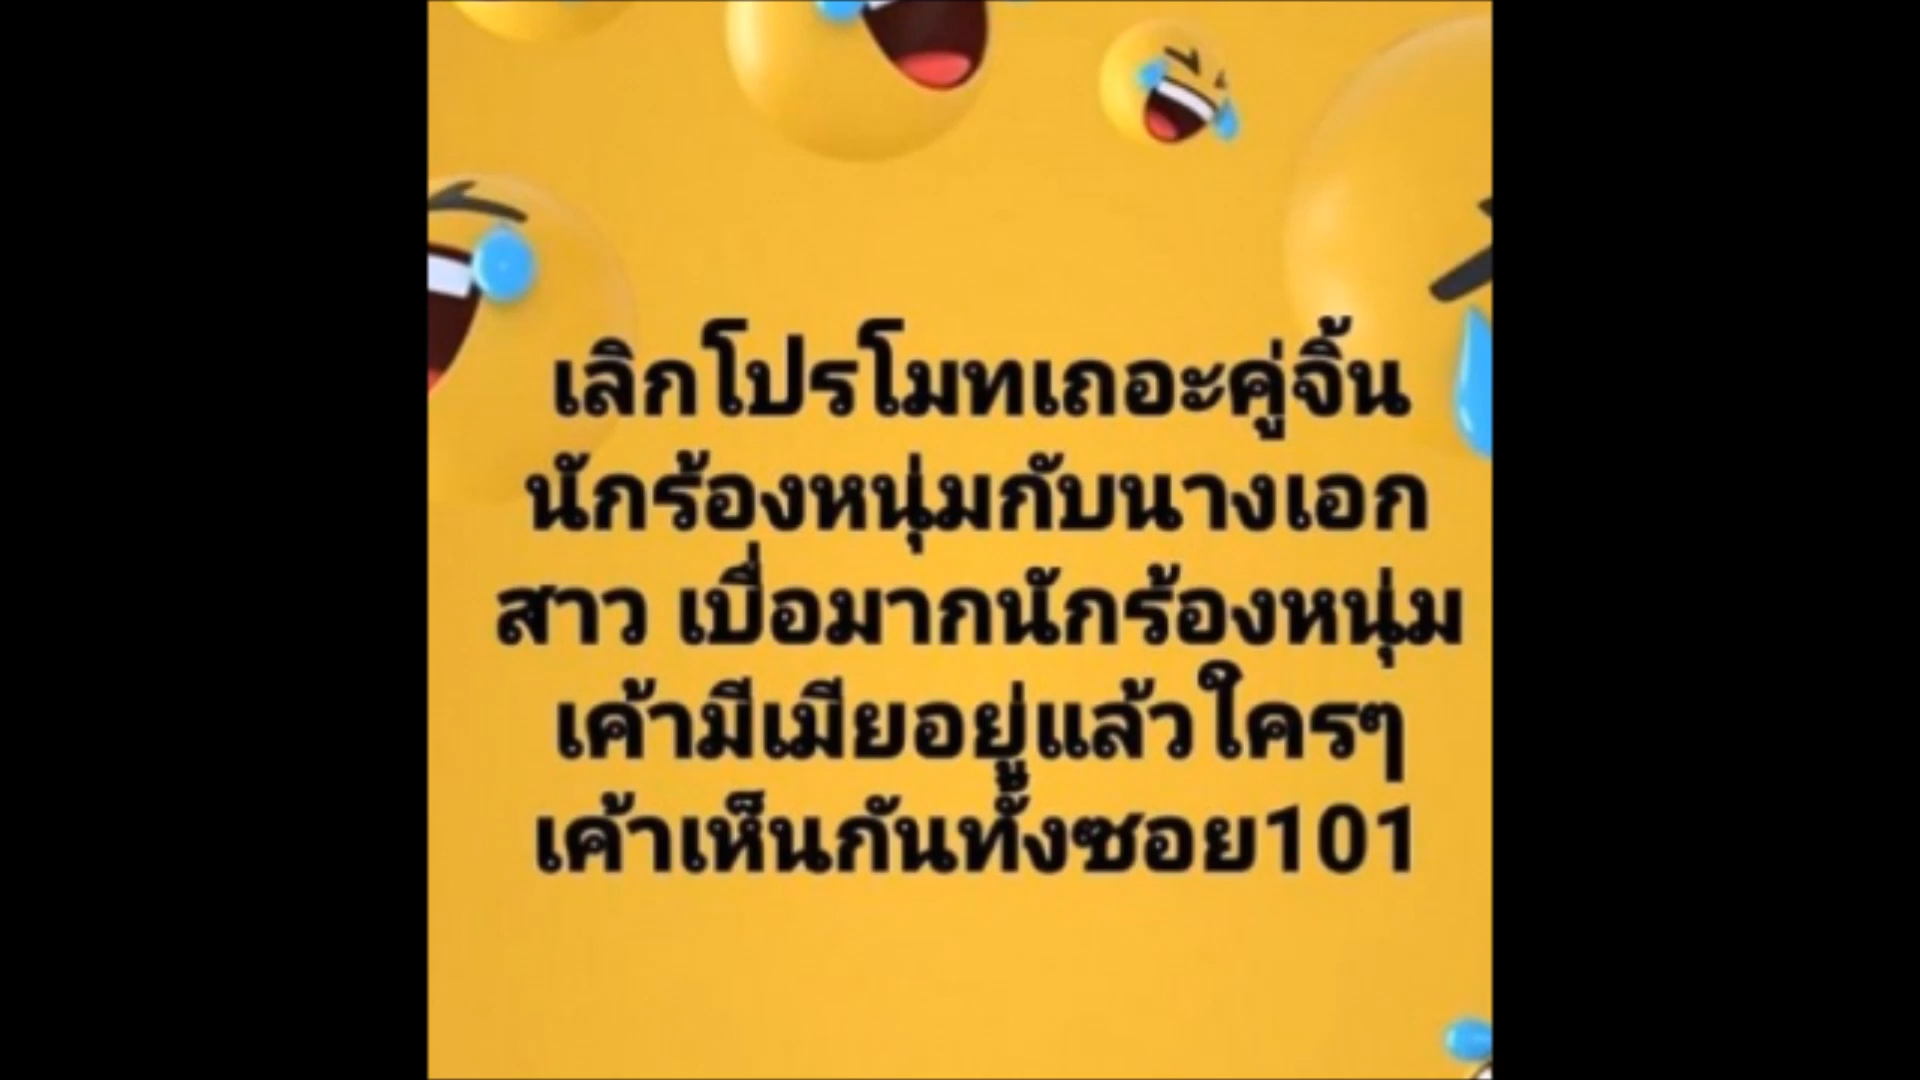 เลิกโปรโมทเถอะคู่จิ้น
นักร้องหนุ่มกับนางเอก
สาว เบื่อมากนักร้องหนุ่ม
เค้ามีเมียอยู่แล้วใครๆ
เค้าเห็นกันทั้งซอย101